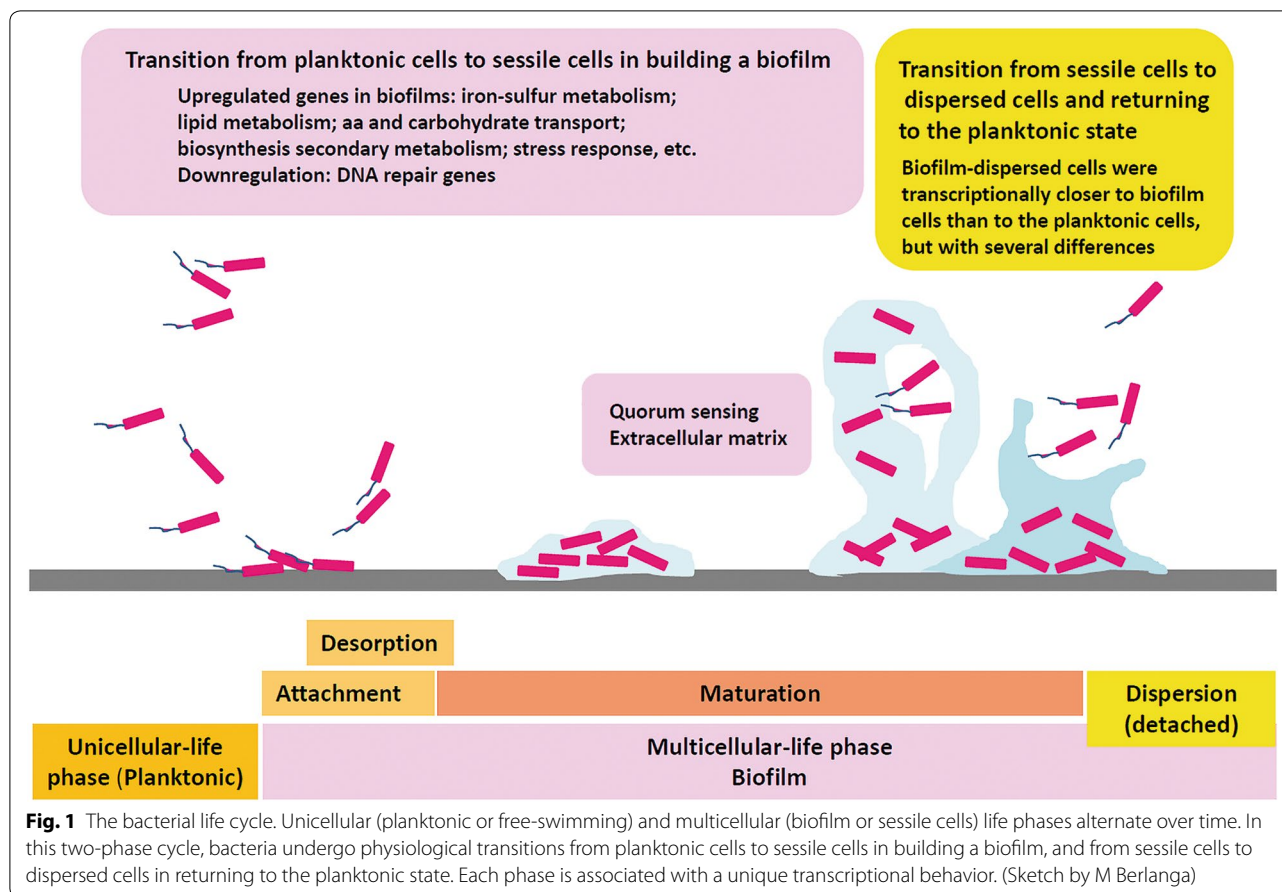 Transition from planktonic cells to sessile cells in building a biofilm
Upregulated genes in biofilms: iron-sulfur metabolism;
lipid metabolism; aa and carbohydrate transport;
biosynthesis secondary metabolism; stress response, etc.
Downregulation: DNA repair genes
Transition from sessile cells to
dispersed cells and returning
to the planktonic state
Biofilm-dispersed cells were
transcriptionally closer to biofilm
cells than to the planktonic cells,
but with several differences
Quorum sensing
Extracellular matrix
Desorption
Attachment
Maturation
Dispersion
(detached)
Unicellular-life
phase (Planktonic)
Multicellular-life phase
Biofilm
Fig. 1 The bacterial life cycle. Unicellular (planktonic or free-swimming) and multicellular (biofilm or sessile cells) life phases alternate over time. In
this two-phase cycle, bacteria undergo physiological transitions from planktonic cells to sessile cells in building a biofilm, and from sessile cells to
dispersed cells in returning to the planktonic state. Each phase is associated with a unique transcriptional behavior. (Sketch by M Berlanga)